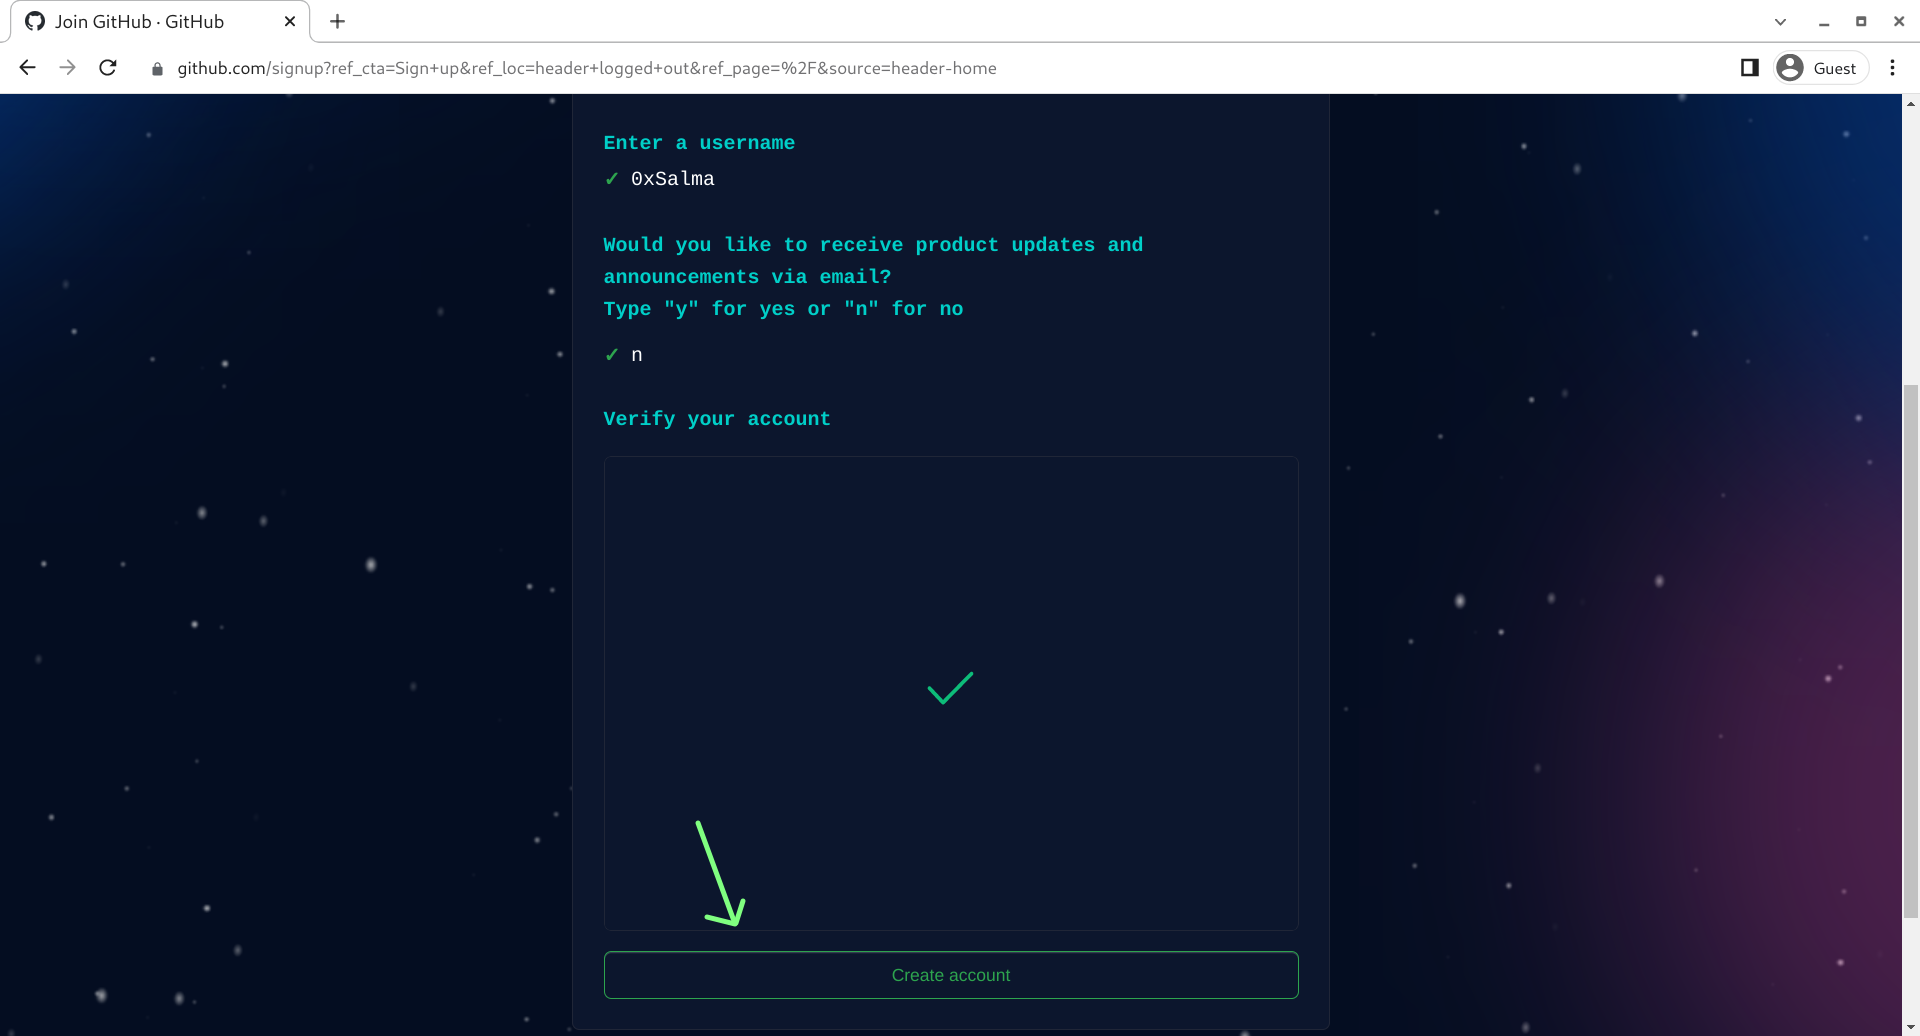 Join GitHub · GitHub
github.com/signup?ref_cta=Sign+up&ref_loc=header+logged+out&ref_page=%2F&source=header-home
Guest
Enter a username
✓ 0xSalma
Would you like to receive product updates and
announcements via email?
Type "y" for yes or "n" for no
✓ n
Verify your account
Create account